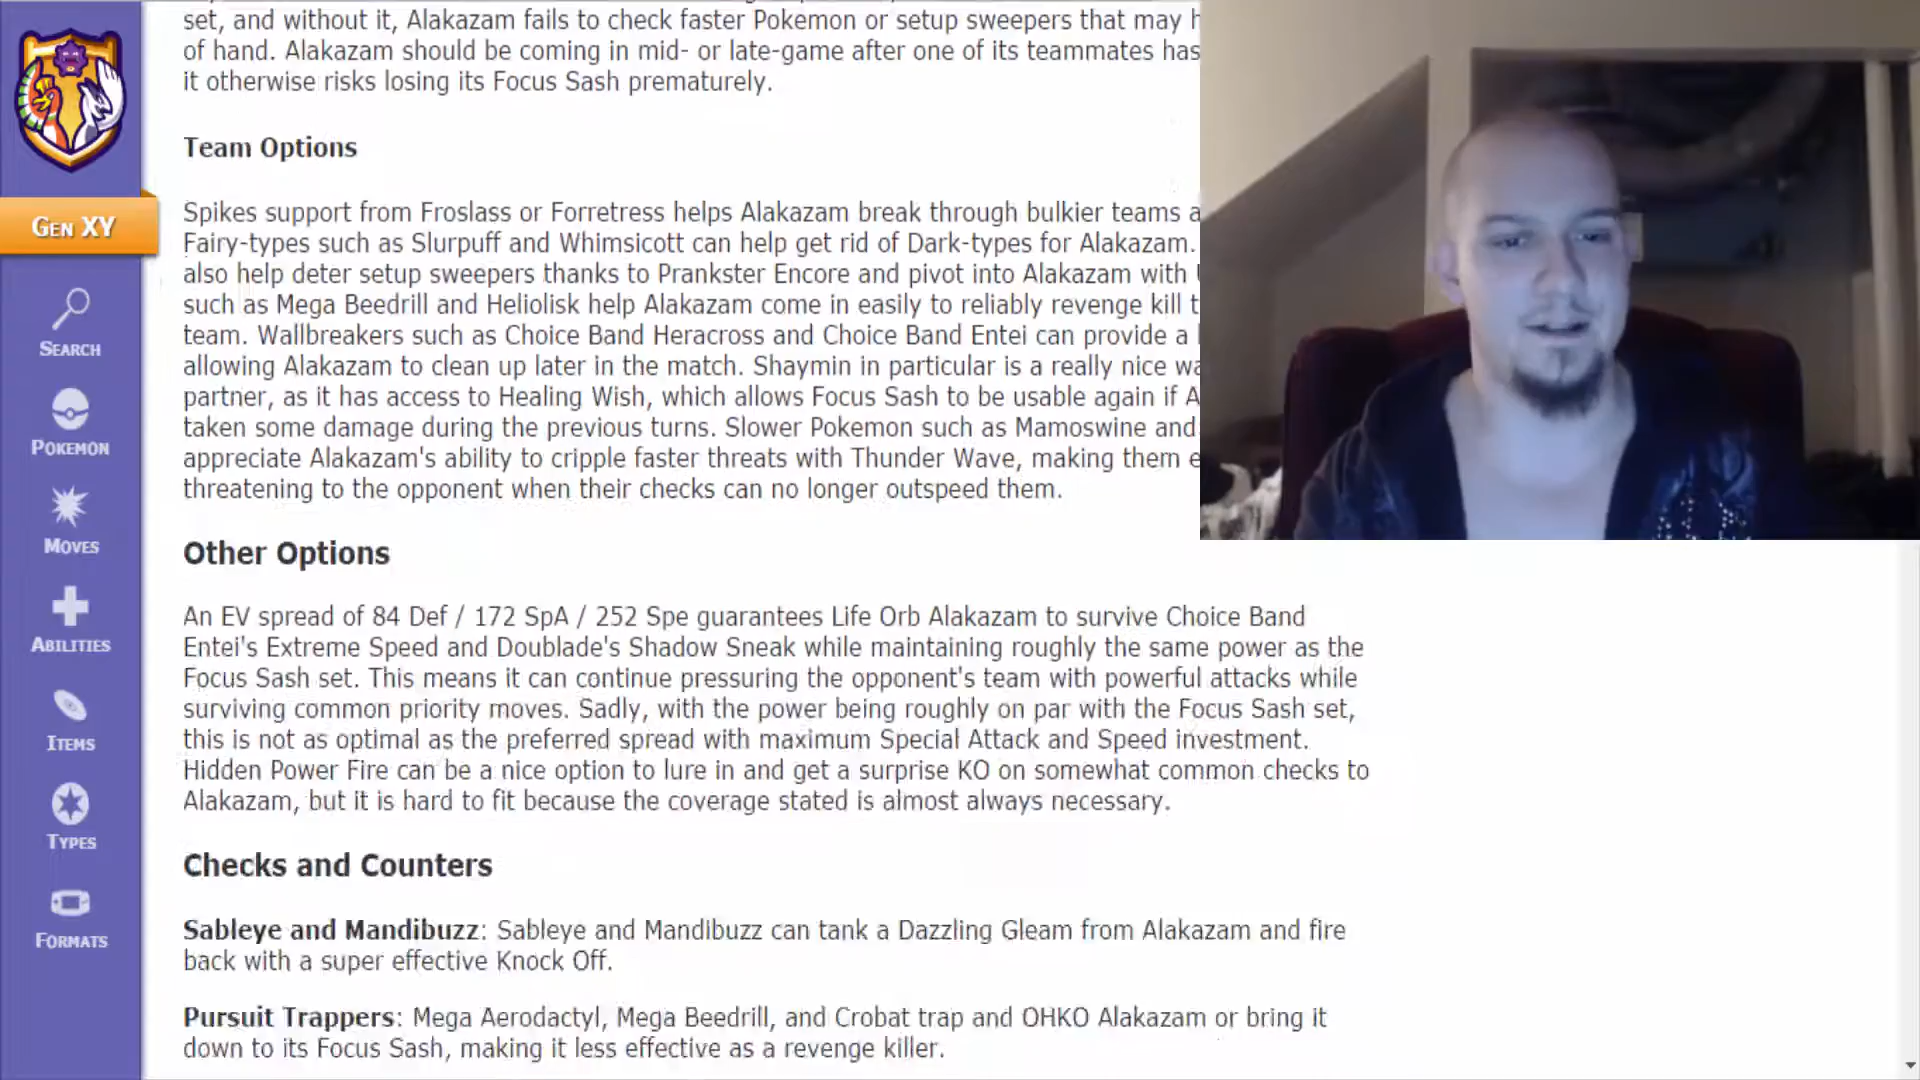 set, and without it, Alakazam fails to check faster Pokemon or setup sweepers that may h
of hand. Alakazam should be coming in mid- or late-game after one of its teammates has
it otherwise risks losing its Focus Sash prematurely.
Team Options
GEN XY
Spikes support from Froslass or Forretress helps Alakazam break through bulkier teams a
Fairy-types such as Slurpuff and Whimsicott can help get rid of Dark-types for Alakazam.
also help deter setup sweepers thanks to Prankster Encore and pivot into Alakazam with
such as Mega Beedrill and Heliolisk help Alakazam come in easily to reliably revenge kill t
team. Wallbreakers such as Choice Band Heracross and Choice Band Entei can provide a
allowing Alakazam to clean up later in the match. Shaymin in particular is a really nice wa
partner, as it has access to Healing Wish, which allows Focus Sash to be usable again if A
taken some damage during the previous turns. Slower Pokemon such as Mamoswine and
appreciate Alakazam's ability to cripple faster threats with Thunder Wave, making them e
threatening to the opponent when their checks can no longer outspeed them.
SEARCH
POKEMON
MOVES
ABILITIES
ITEMS
TYPES
FORMATS
Other Options
An EV spread of 84 Def / 172 SpA / 252 Spe guarantees Life Orb Alakazam to survive Choice Band
Entei's Extreme Speed and Doublade's Shadow Sneak while maintaining roughly the same power as the
Focus Sash set. This means it can continue pressuring the opponent's team with powerful attacks while
surviving common priority moves. Sadly, with the power being roughly on par with the Focus Sash set,
this is not as optimal as the preferred spread with maximum Special Attack and Speed investment.
Hidden Power Fire can be a nice option to lure in and get a surprise KO on somewhat common checks to
Alakazam, but it is hard to fit because the coverage stated is almost always necessary.
Checks and Counters
Sableye and Mandibuzz: Sableye and Mandibuzz can tank a Dazzling Gleam from Alakazam and fire
back with a super effective Knock Off.
Pursuit Trappers: Mega Aerodactyl, Mega Beedrill, and Crobat trap and OHKO Alakazam or bring it
down to its Focus Sash, making it less effective as a revenge killer.